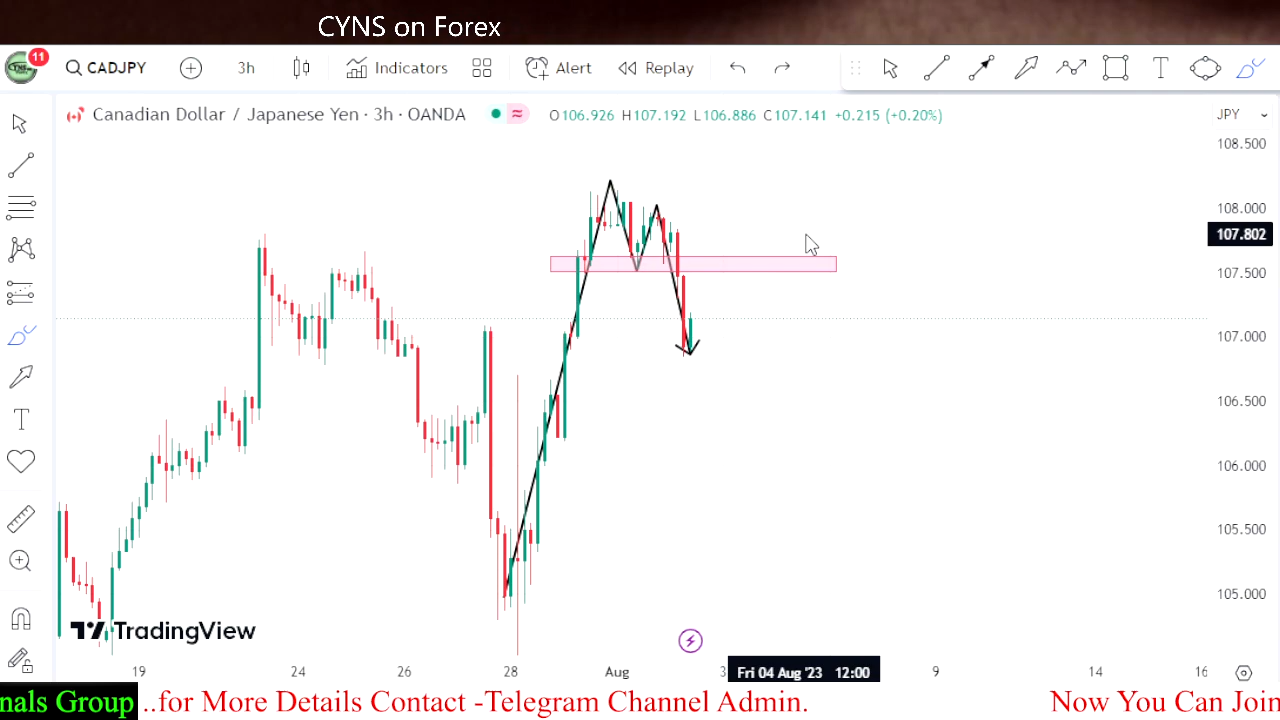 CYNS on Forex
11
CADJPY 3h Indicators Alert Replay
Canadian Dollar / Japanese Yen · 3h · OANDA O106.926 H107.192 L106.886 C107.141 +0.215 (+0.20%) JPY
108.500
108.000
107.802
107.500
107.000
106.500
106.000
105.500
105.000
TradingView
19 24 26 28 Aug 3 Fri 04 Aug '23 12:00 9 14 16
nals Group ..for More Details Contact -Telegram Channel Admin. Now You Can Join